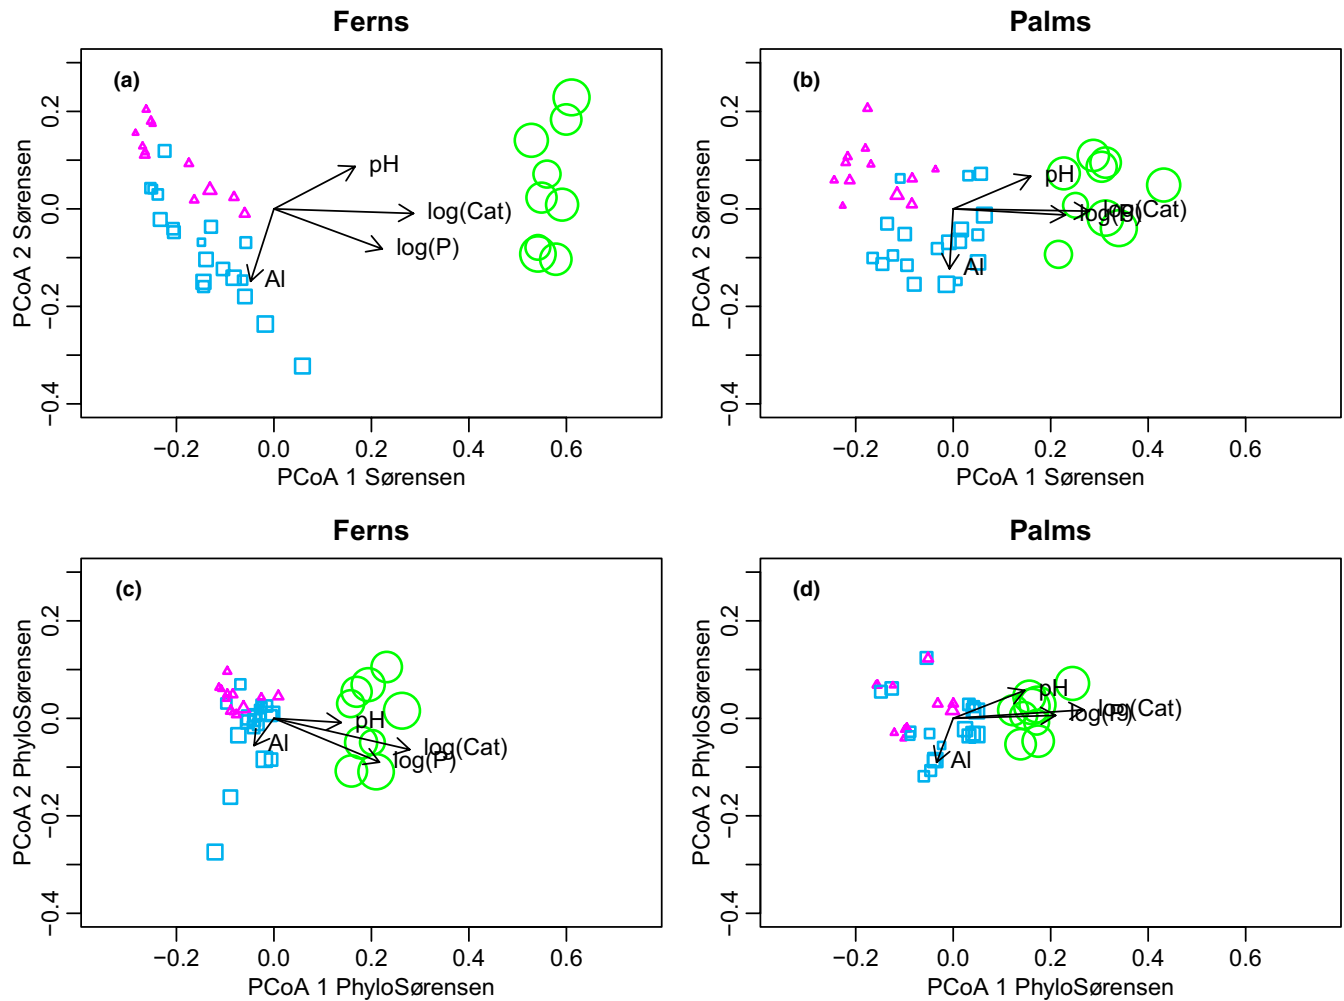 Ferns
(a)
pH
log(Cat)
log(P)
Al
−0.4 −0.2 0.0 0.2
−0.2 0.0 0.2 0.4 0.6
PCoA 1 Sørensen
PCoA 2 Sørensen
Palms
(b)
pH
log(Cat)
log(P)
Al
−0.4 −0.2 0.0 0.2
−0.2 0.0 0.2 0.4 0.6
PCoA 1 Sørensen
PCoA 2 Sørensen
Ferns
(c)
pH
log(Cat)
log(P)
Al
−0.4 −0.2 0.0 0.2
−0.2 0.0 0.2 0.4 0.6
PCoA 1 PhyloSørensen
PCoA 2 PhyloSørensen
Palms
(d)
pH
log(Cat)
log(P)
Al
−0.4 −0.2 0.0 0.2
−0.2 0.0 0.2 0.4 0.6
PCoA 1 PhyloSørensen
PCoA 2 PhyloSørensen